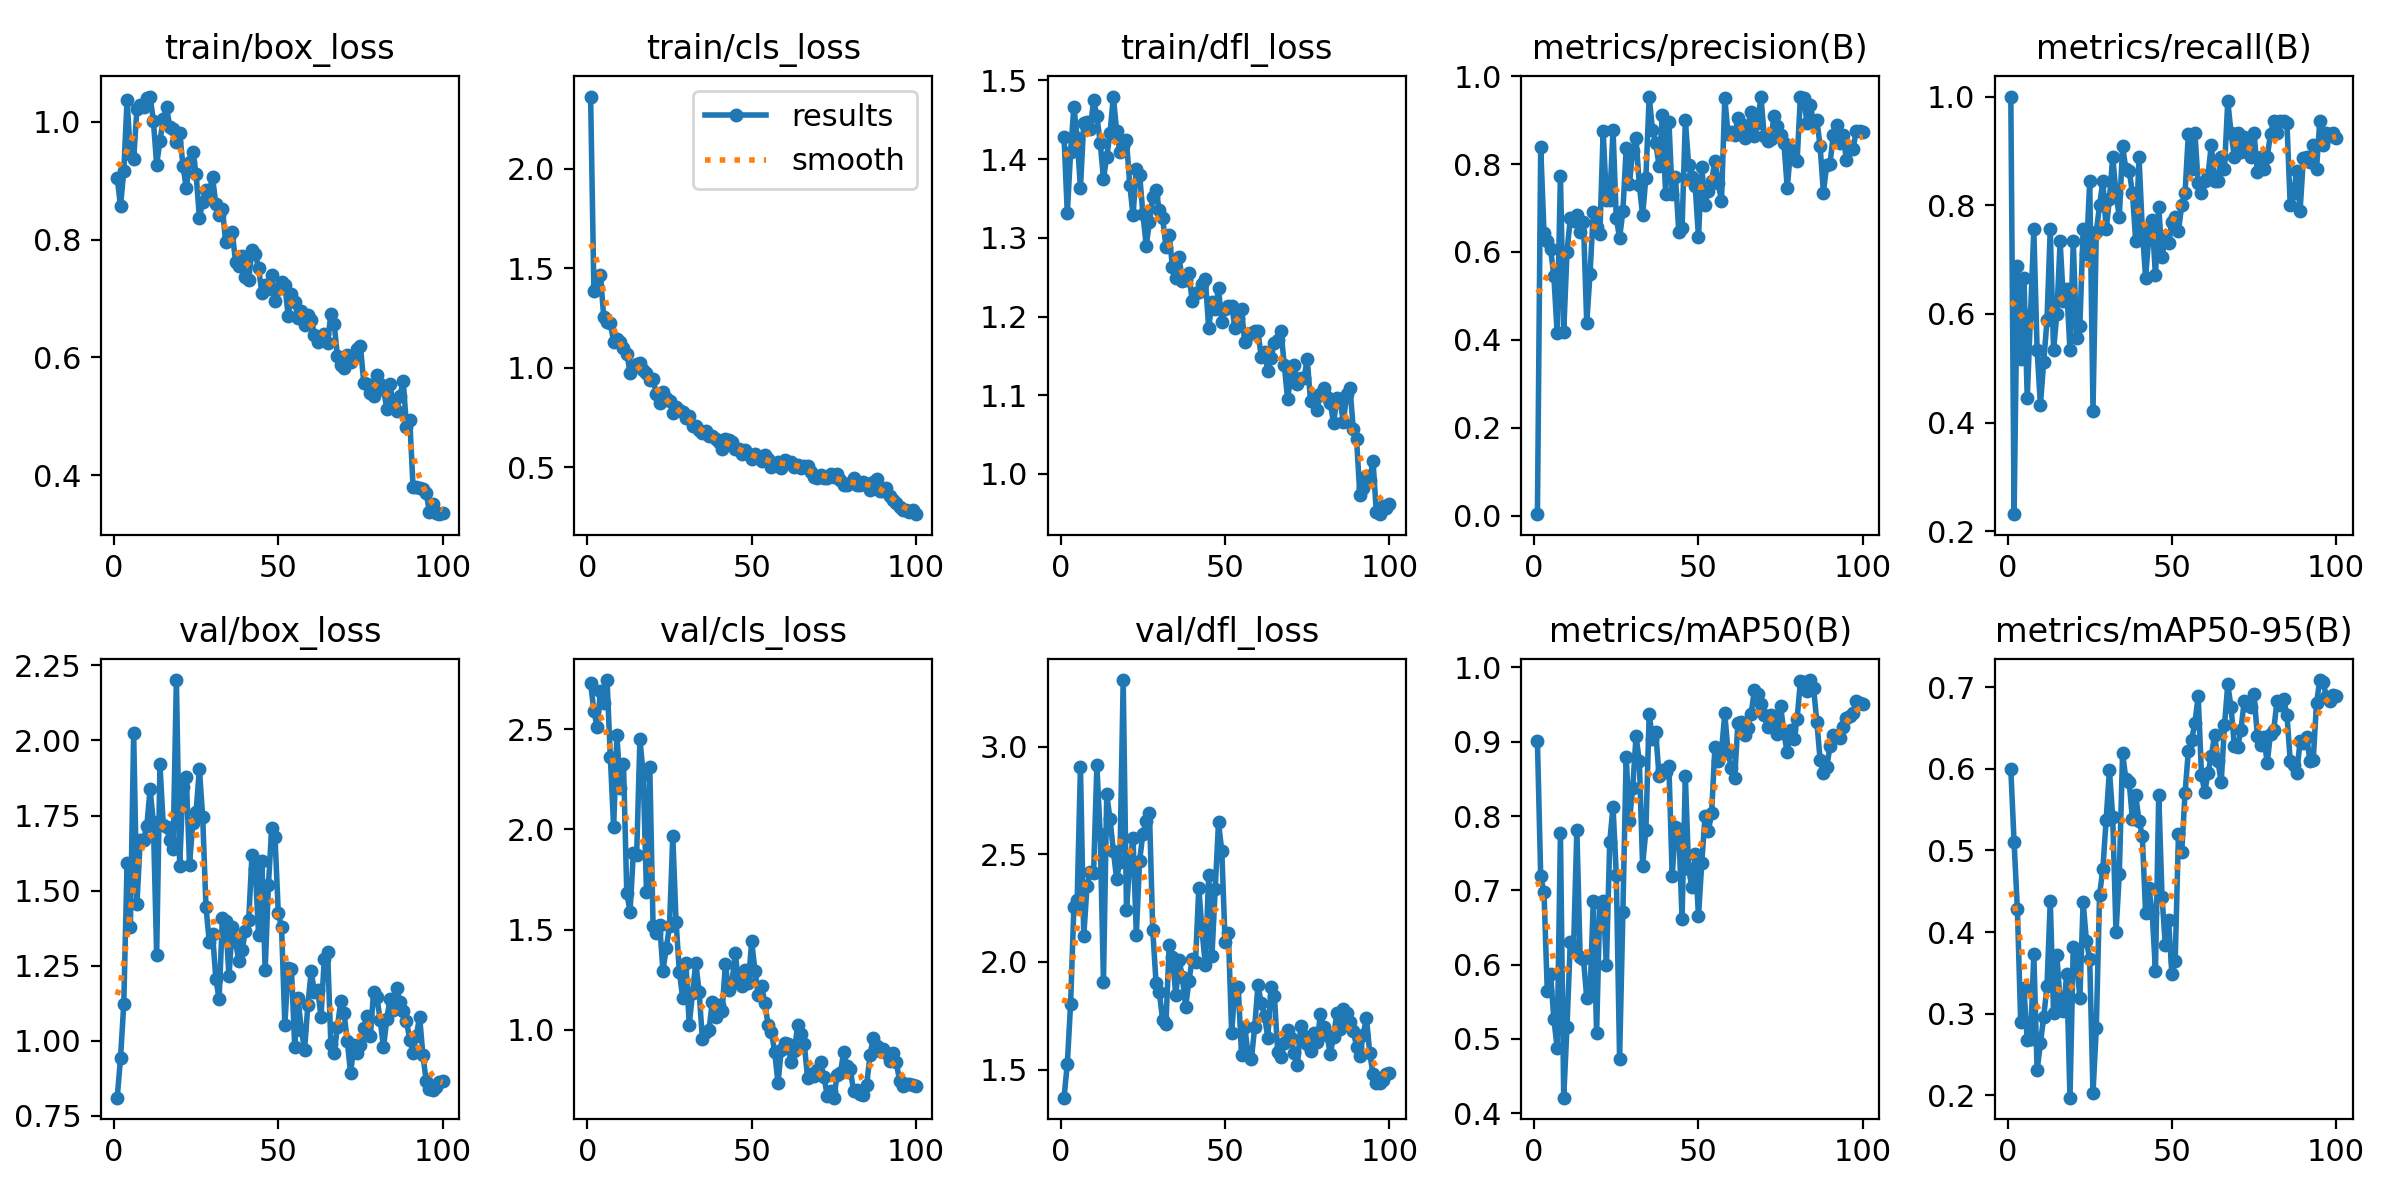 train/box_loss
1.0
0.8
0.6
0.4
0 50 100
train/cls_loss
results
smooth
2.0
1.5
1.0
0.5
0 50 100
train/dfl_loss
1.5
1.4
1.3
1.2
1.1
1.0
0 50 100
metrics/precision(B)
1.0
0.8
0.6
0.4
0.2
0.0
0 50 100
metrics/recall(B)
1.0
0.8
0.6
0.4
0.2
0 50 100
val/box_loss
2.25
2.00
1.75
1.50
1.25
1.00
0.75
0 50 100
val/cls_loss
2.5
2.0
1.5
1.0
0 50 100
val/dfl_loss
3.0
2.5
2.0
1.5
0 50 100
metrics/mAP50(B)
1.0
0.9
0.8
0.7
0.6
0.5
0.4
0 50 100
metrics/mAP50-95(B)
0.7
0.6
0.5
0.4
0.3
0.2
0 50 100